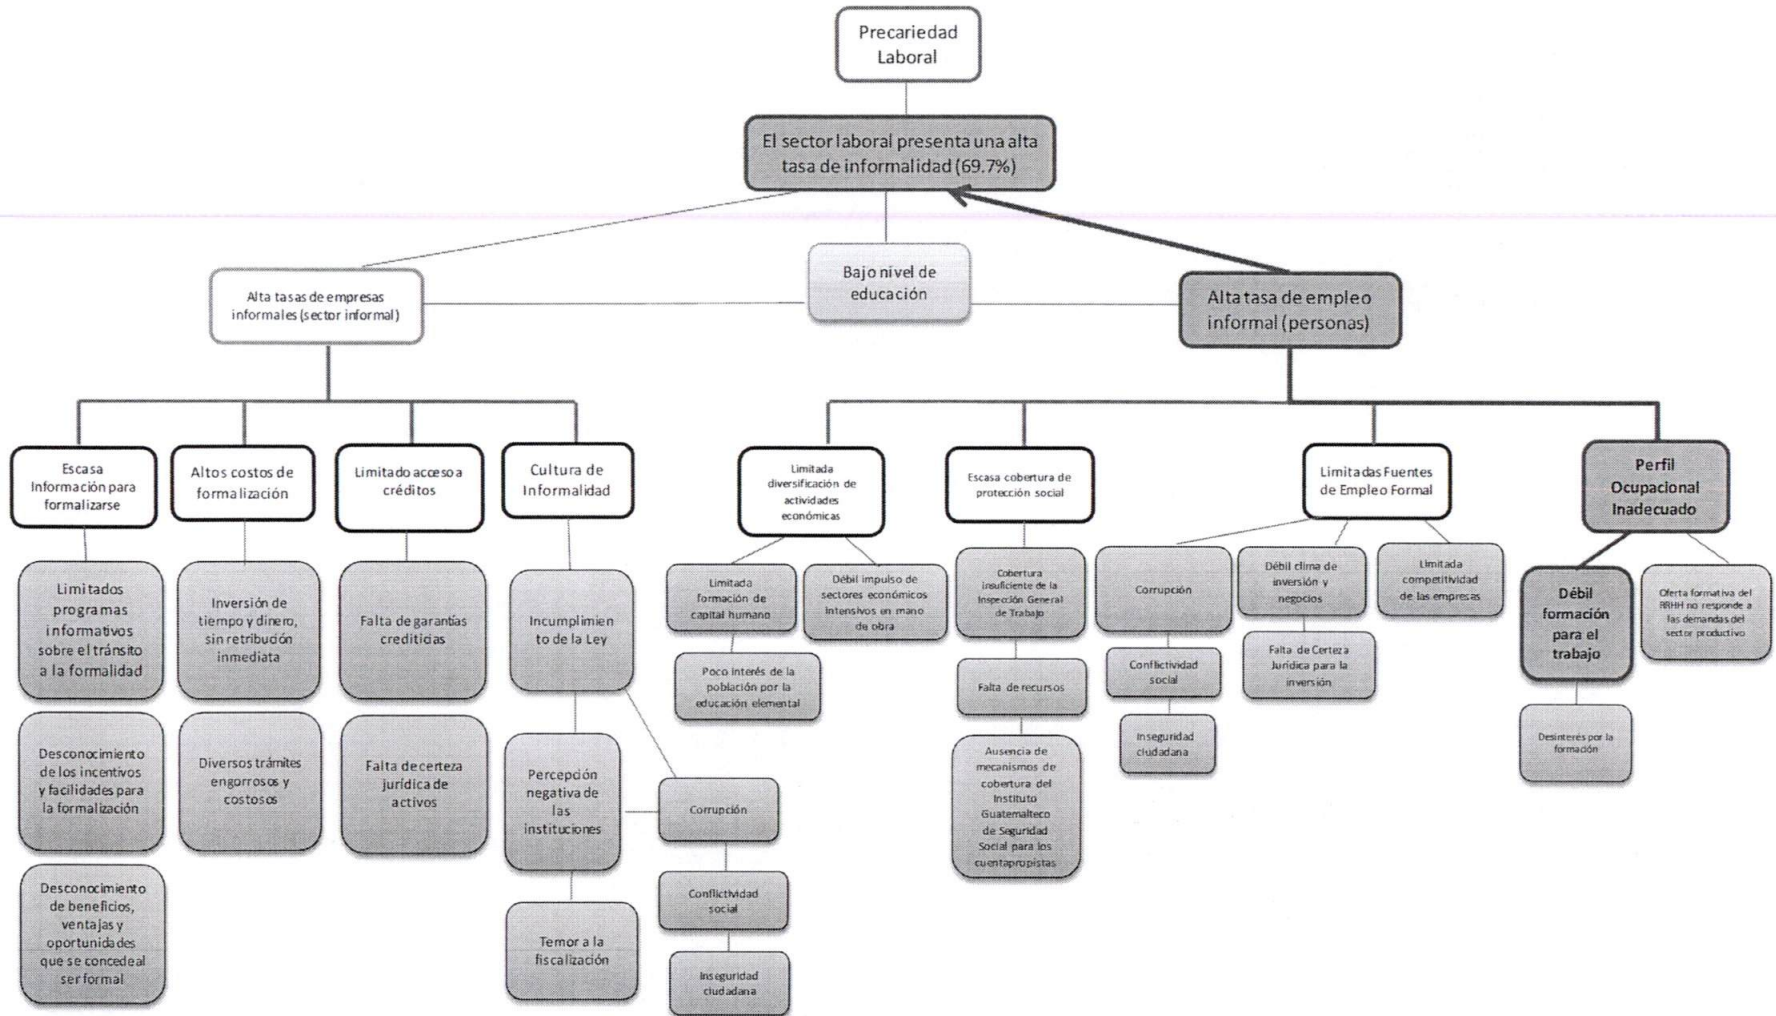 Precariedad
Laboral
El sector laboral presenta una alta
tasa de informalidad (69.7%)
Bajo nivel de
educación
Alta tasas de empresas
informales (sector informal)
Alta tasa de empleo
informal (personas)
Escasa
Información para
formalizarse
Altos costos de
formalización
Limitado acceso a
créditos
Cultura de
Informalidad
Limitada
diversificación de
actividades
económicas
Escasa cobertura de
protección social
Limitadas Fuentes
de Empleo Formal
Perfil
Ocupacional
Inadecuado
Limitados
programas
informativos
sobre el tránsito
a la formalidad
Inversión de
tiempo y dinero,
sin retribución
inmediata
Falta de garantías
crediticias
Incumplimien
to de la Ley
Limitada
formación de
capital humano
Débil impulso de
sectores económicos
Intensivos en mano
de obra
Cobertura
insuficiente de la
Inspección General
de Trabajo
Corrupción
Débil clima de
inversión y
negocios
Limitada
competitividad
de las empresas
Débil
formación
para el
trabajo
Oferta formativa del
RRHH no responde a
las demandas del
sector productivo
Poco interés de la
población por la
educación elemental
Falta de recursos
Conflictividad
social
Falta de Certeza
Jurídica para la
inversión
Desconocimiento
de los incentivos
y facilidades para
la formalización
Diversos trámites
engorrosos y
costosos
Falta de certeza
jurídica de
activos
Percepción
negativa de
las
instituciones
Corrupción
Ausencia de
mecanismos de
cobertura del
Instituto
Guatemalteco
de Seguridad
Social para los
cuentapropistas
Inseguridad
ciudadana
Desinterés por la
formación
Desconocimiento
de beneficios,
ventajas y
oportunidades
que se concedeal
ser formal
Temor a la
fiscalización
Conflictividad
social
Inseguridad
ciudadana